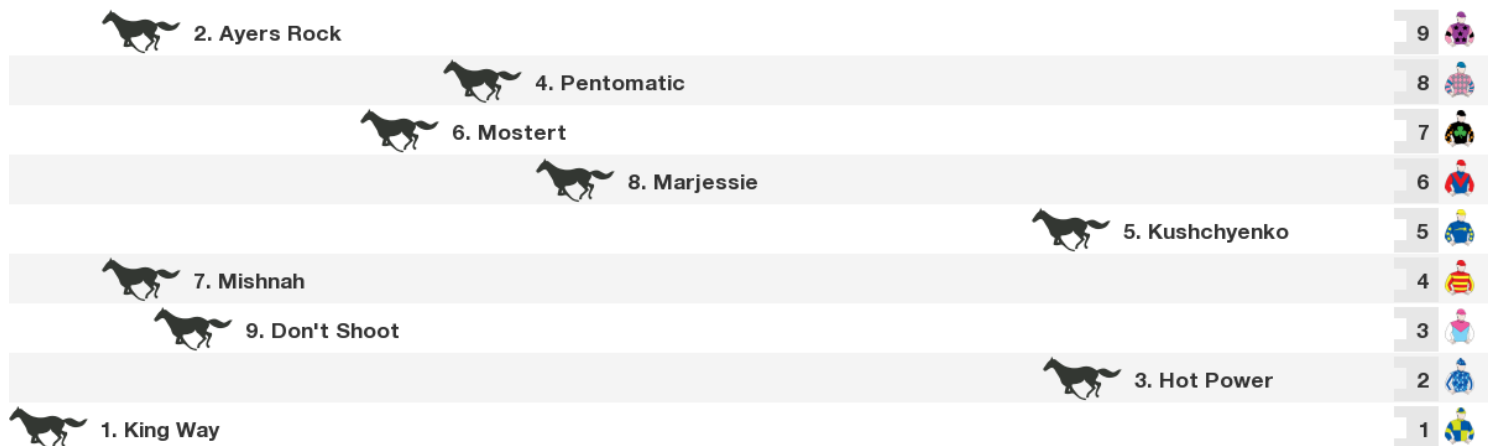 2. Ayers Rock 9
4. Pentomatic 8
6. Mostert 7
8. Marjessie 6
5. Kushchyenko 5
7. Mishnah 4
9. Don't Shoot 3
3. Hot Power 2
1. King Way 1